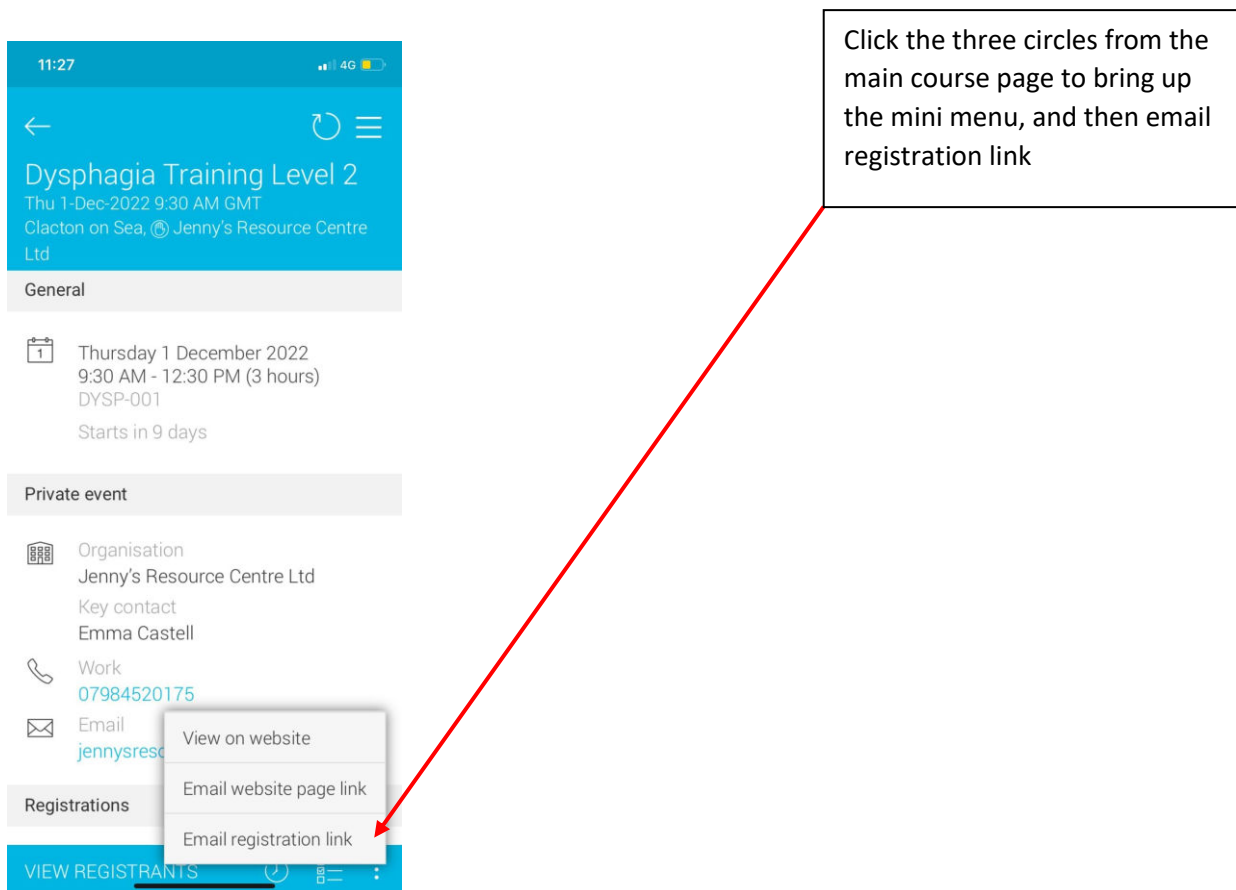 Click the three circles from the
main course page to bring up
the mini menu, and then email
registration link
11:27
4G
Dysphagia Training Level 2
Thu 1-Dec-2022 9:30 AM GMT
Clacton on Sea, Jenny's Resource Centre
Ltd
General
1
Thursday 1 December 2022
9:30 AM - 12:30 PM (3 hours)
DYSP-001
Starts in 9 days
Private event
Organisation
Jenny's Resource Centre Ltd
Key contact
Emma Castell
Work
07984520175
Email
jennysreso
View on website
Email website page link
Registrations
Email registration link
VIEW REGISTRANTS